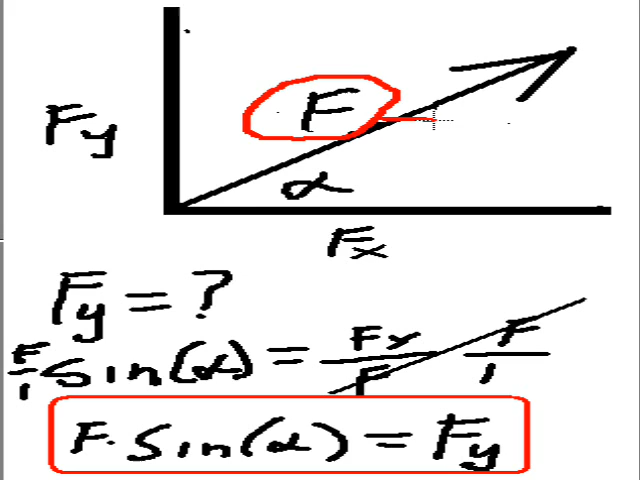 F
Fy
α
Fx
Fy = ?
F/1 sin(α) = Fy/F F/1
F · sin(α) = Fy